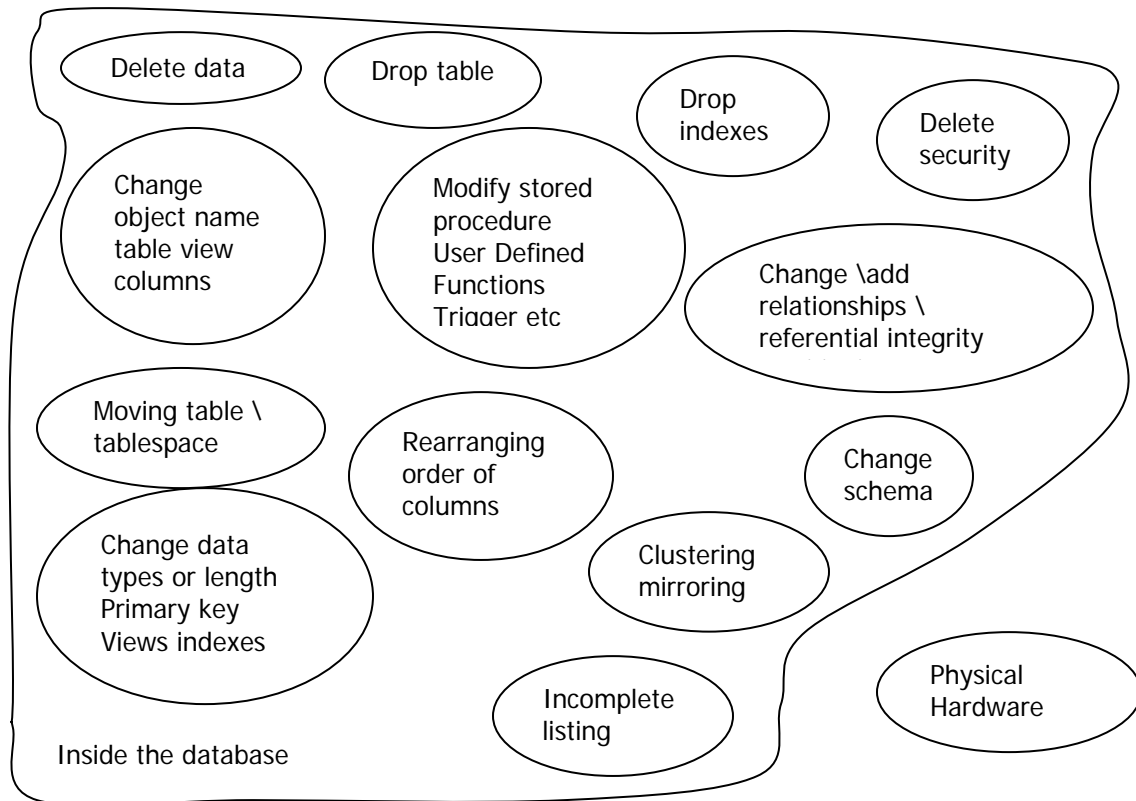 Delete data
Drop table
Drop
indexes
Delete
security
Change
object name
table view
columns
Modify stored
procedure
User Defined
Functions
Trigger etc
Change \add
relationships \
referential integrity
Moving table \
tablespace
Rearranging
order of
columns
Change
schema
Change data
types or length
Primary key
Views indexes
Clustering
mirroring
Incomplete
listing
Physical
Hardware
Inside the database